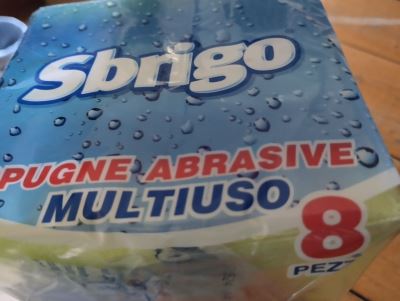 Sbrigo
PUGNE ABRASIVE
MULTIUSO
8
PEZ